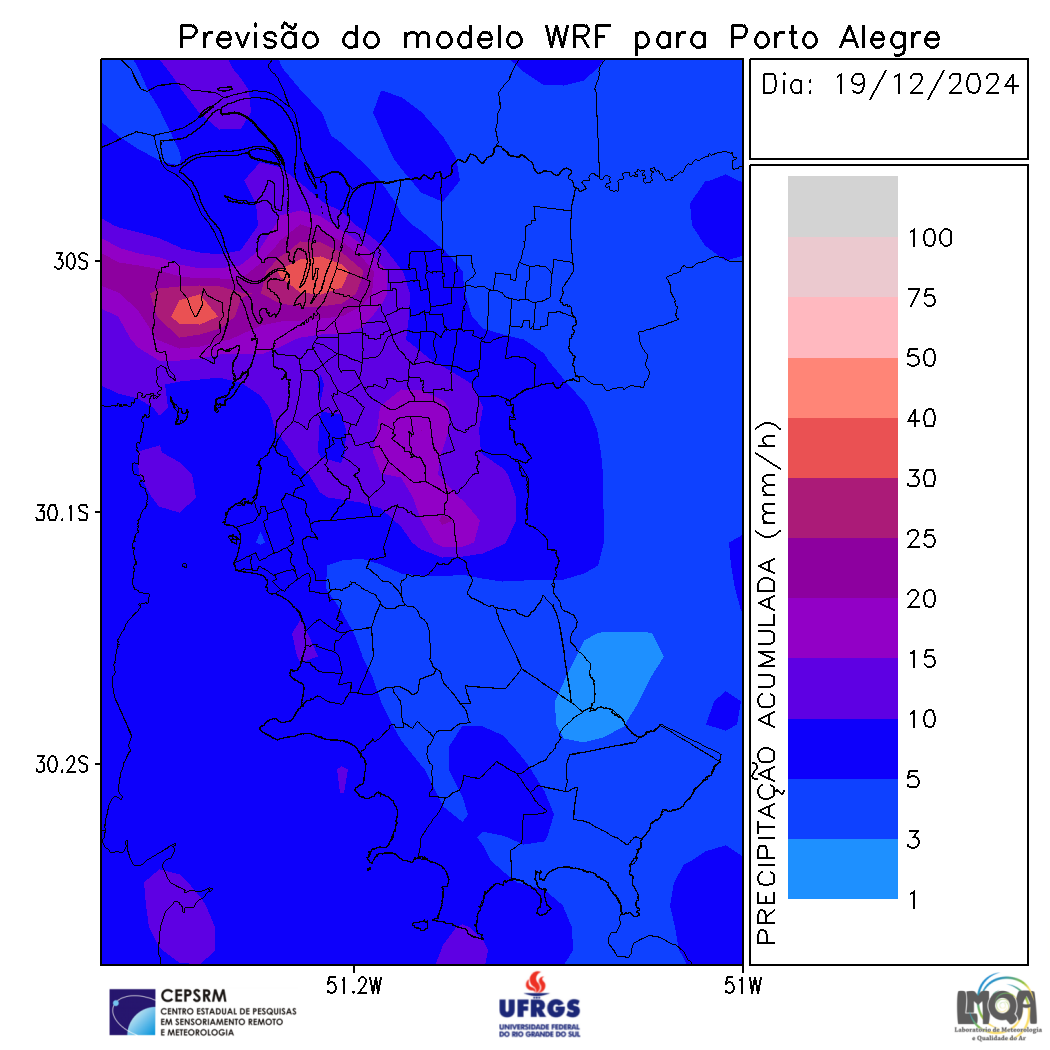 Previsão do modelo WRF para Porto Alegre
Dia: 19/12/2024
30S
30.1S
30.2S
51.2W
51W
PRECIPITAÇÃO ACUMULADA (mm/h)
100
75
50
40
30
25
20
15
10
5
3
1
CEPSRM
CENTRO ESTADUAL DE PESQUISAS
EM SENSORIAMENTO REMOTO
E METEOROLOGIA
UFRGS
UNIVERSIDADE FEDERAL
DO RIO GRANDE DO SUL
LMQA
Laboratório de Meteorologia
e Qualidade do Ar